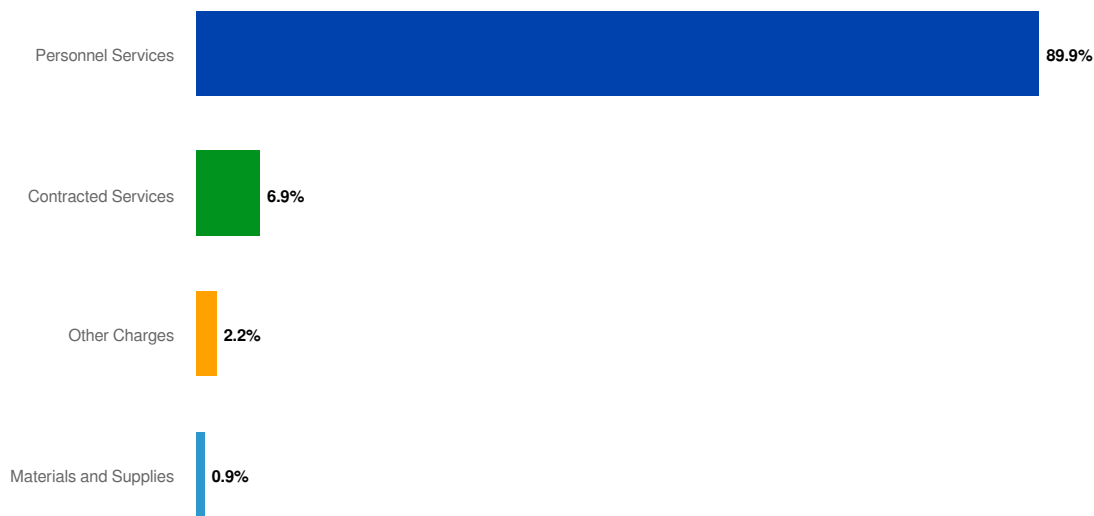 Personnel Services 89.9%
Contracted Services 6.9%
Other Charges 2.2%
Materials and Supplies 0.9%